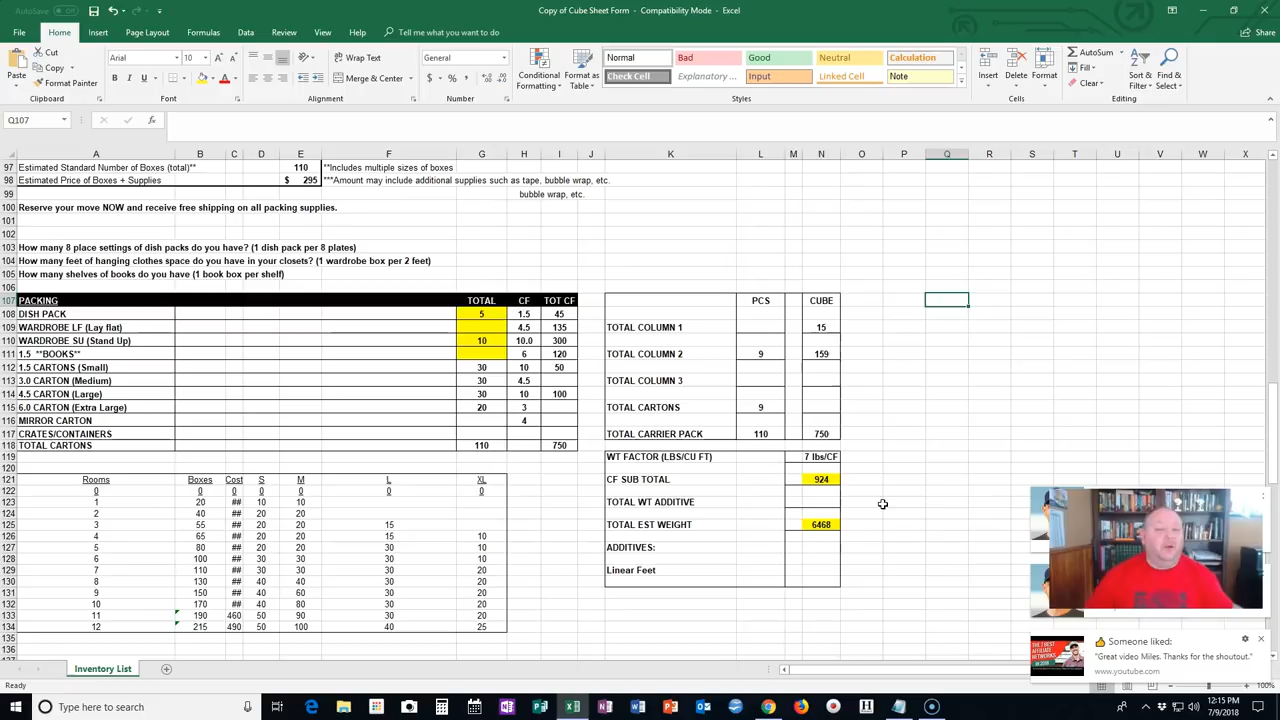 AutoSave Off
Copy of Cube Sheet Form - Compatibility Mode - Excel
File Home Insert Page Layout Formulas Data Review View Help Tell me what you want to do Share
Paste Cut Copy Format Painter Clipboard
Arial 10 B I U Font
Merge & Center Alignment
General $ % , Number
Conditional Formatting Format as Table
Normal Bad Good Neutral Calculation
Check Cell Explanatory ... Input Linked Cell Note
Styles
Insert Delete Format Cells
AutoSum Fill Clear Sort & Filter Find & Select Editing
Q107 fx
A B C D E F G H I J K L M N O P Q R S T U V W X
97 Estimated Standard Number of Boxes (total)** 110 **Includes multiple sizes of boxes
98 Estimated Price of Boxes + Supplies $ 295 ***Amount may include additional supplies such as tape, bubble wrap, etc.
99 bubble wrap, etc.
100 Reserve your move NOW and receive free shipping on all packing supplies.
101
102
103 How many 8 place settings of dish packs do you have? (1 dish pack per 8 plates)
104 How many feet of hanging clothes space do you have in your closets? (1 wardrobe box per 2 feet)
105 How many shelves of books do you have (1 book box per shelf)
106
107 PACKING TOTAL CF TOT CF PCS CUBE
108 DISH PACK 5 1.5 45
109 WARDROBE LF (Lay flat) 4.5 135 TOTAL COLUMN 1 15
110 WARDROBE SU (Stand Up) 10 10.0 300
111 1.5 **BOOKS** 6 120 TOTAL COLUMN 2 9 159
112 1.5 CARTONS (Small) 30 10 50
113 3.0 CARTON (Medium) 30 4.5 TOTAL COLUMN 3
114 4.5 CARTON (Large) 30 10 100
115 6.0 CARTON (Extra Large) 20 3 TOTAL CARTONS 9
116 MIRROR CARTON 4
117 CRATES/CONTAINERS TOTAL CARRIER PACK 110 750
118 TOTAL CARTONS 110 750
119 WT FACTOR (LBS/CU FT) 7 lbs/CF
120
121 Rooms Boxes Cost S M L XL CF SUB TOTAL 924
122 0 0 0 0 0 0 0
123 1 20 ## 10 10 TOTAL WT ADDITIVE
124 2 40 ## 20 20
125 3 55 ## 20 20 15 TOTAL EST WEIGHT 6468
126 4 65 ## 20 20 15 10
127 5 80 ## 20 20 30 10 ADDITIVES:
128 6 100 ## 30 30 30 10
129 7 110 ## 30 30 30 20 Linear Feet
130 8 130 ## 40 40 30 20
131 9 150 ## 40 60 30 20
132 10 170 ## 40 80 30 20
133 11 190 460 50 90 30 20
134 12 215 490 50 100 40 25
135
136
Inventory List
Ready
100%
THE 7 BEST AFFILIATE NETWORKS IN 2018
Someone liked:
"Great video Miles. Thanks for the shoutout."
www.youtube.com
Type here to search
12:15 PM
7/9/2018